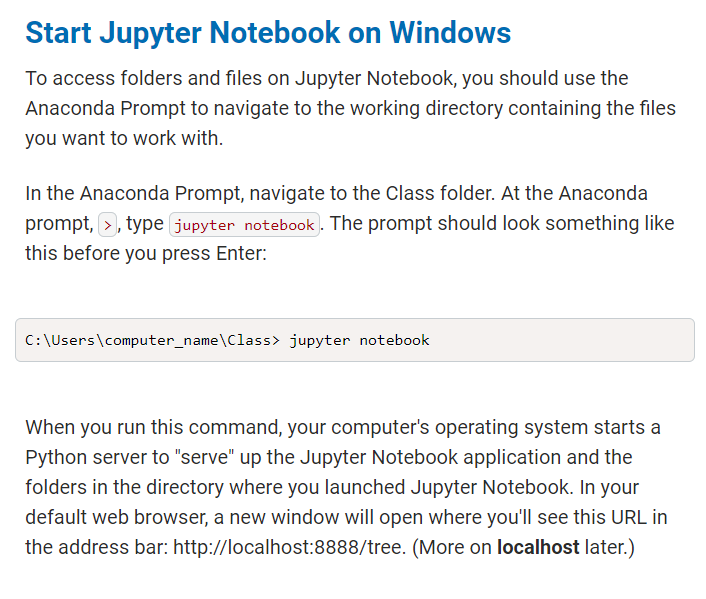 Start Jupyter Notebook on Windows
To access folders and files on Jupyter Notebook, you should use the
Anaconda Prompt to navigate to the working directory containing the files
you want to work with.
In the Anaconda Prompt, navigate to the Class folder. At the Anaconda
prompt, >, type jupyter notebook. The prompt should look something like
this before you press Enter:
C:\Users\computer_name\Class> jupyter notebook
When you run this command, your computer's operating system starts a
Python server to "serve" up the Jupyter Notebook application and the
folders in the directory where you launched Jupyter Notebook. In your
default web browser, a new window will open where you'll see this URL in
the address bar: http://localhost:8888/tree. (More on localhost later.)